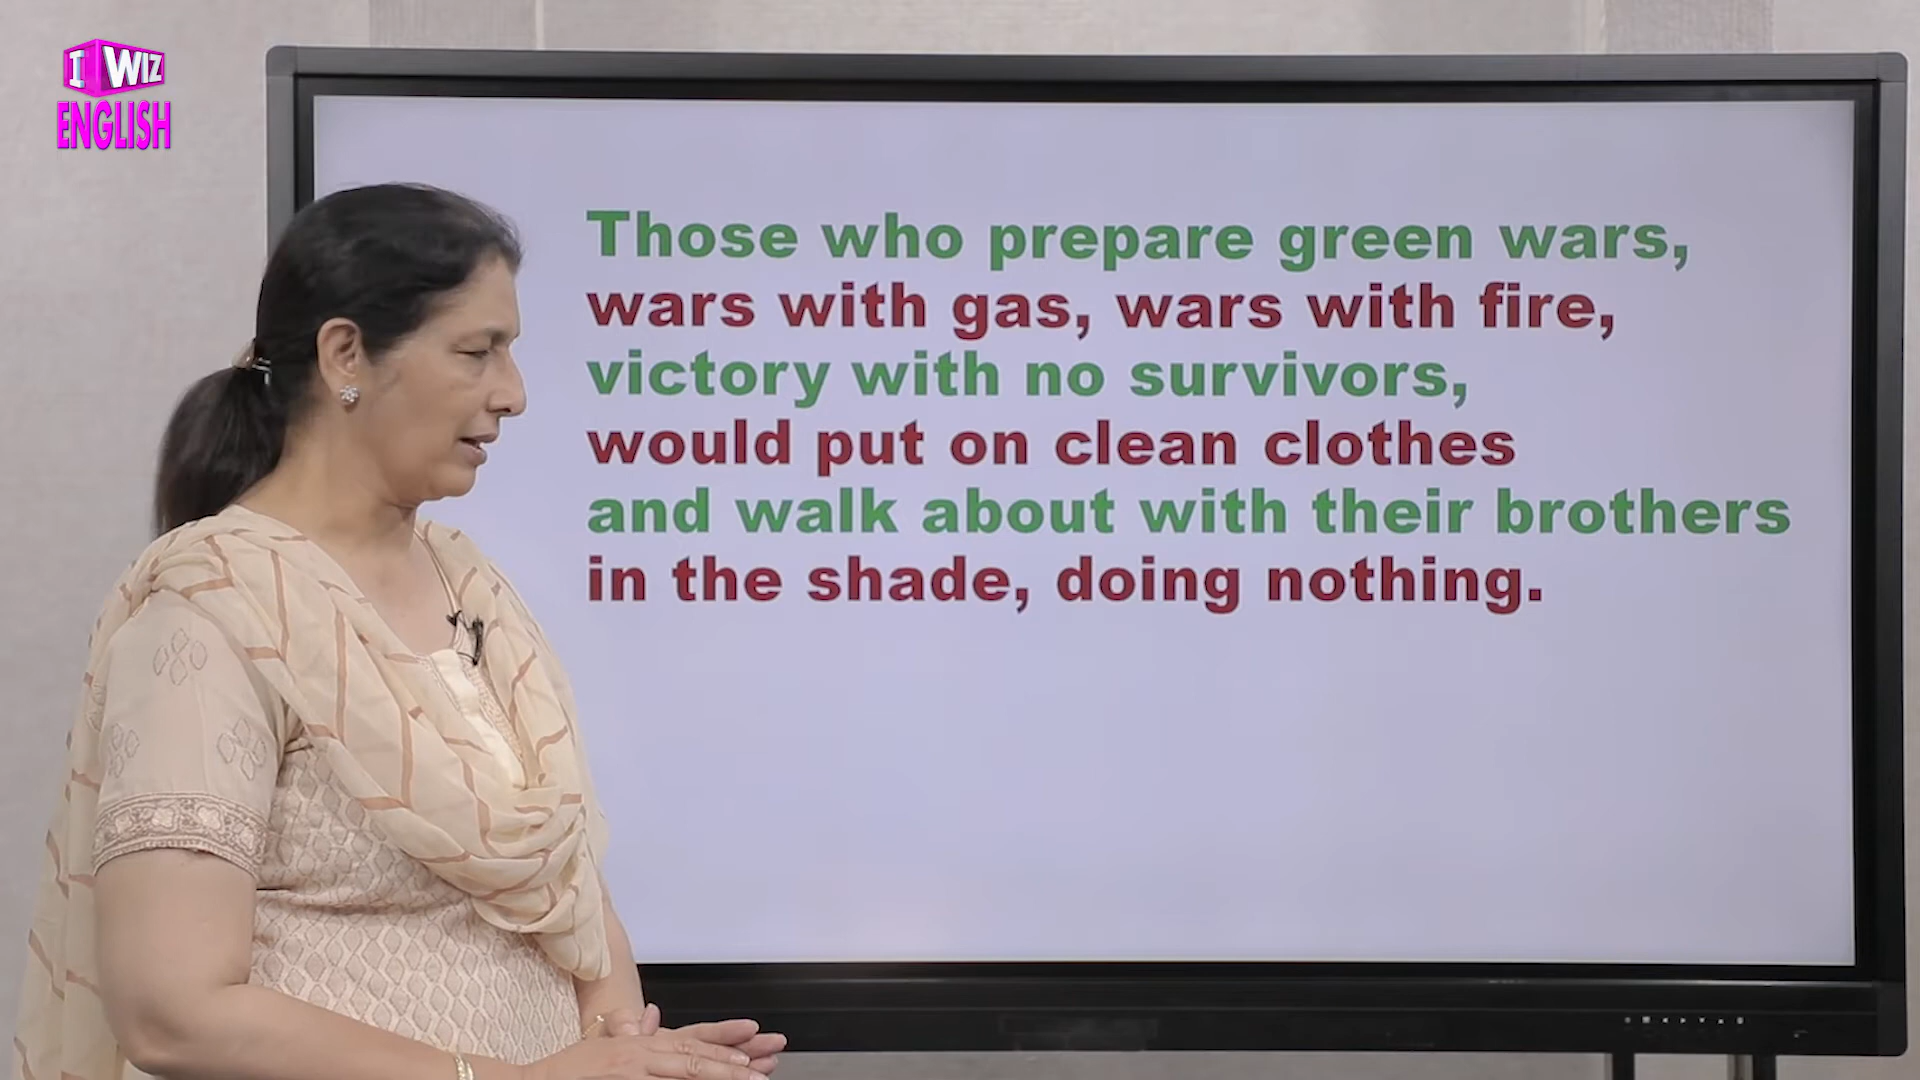 I WIZ
ENGLISH
Those who prepare green wars,
wars with gas, wars with fire,
victory with no survivors,
would put on clean clothes
and walk about with their brothers
in the shade, doing nothing.